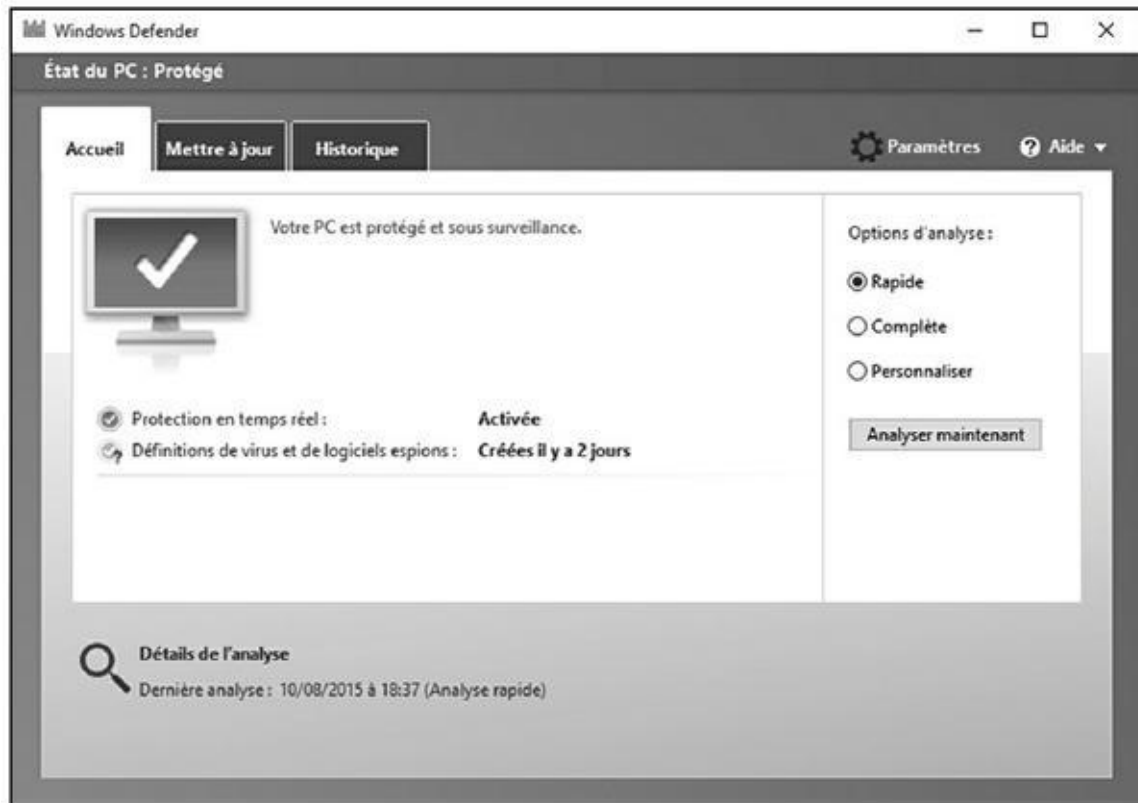 Windows Defender
État du PC : Protégé
Accueil
Mettre à jour
Historique
Paramètres
Aide
Votre PC est protégé et sous surveillance.
Protection en temps réel : Activée
Définitions de virus et de logiciels espions : Créées il y a 2 jours
Options d'analyse :
Rapide
Complète
Personnaliser
Analyser maintenant
Détails de l'analyse
Dernière analyse : 10/08/2015 à 18:37 (Analyse rapide)